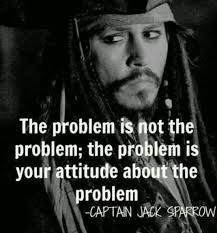 The problem is not the
problem; the problem is
your attitude about the
problem
-CAPTAIN JACK SPARROW